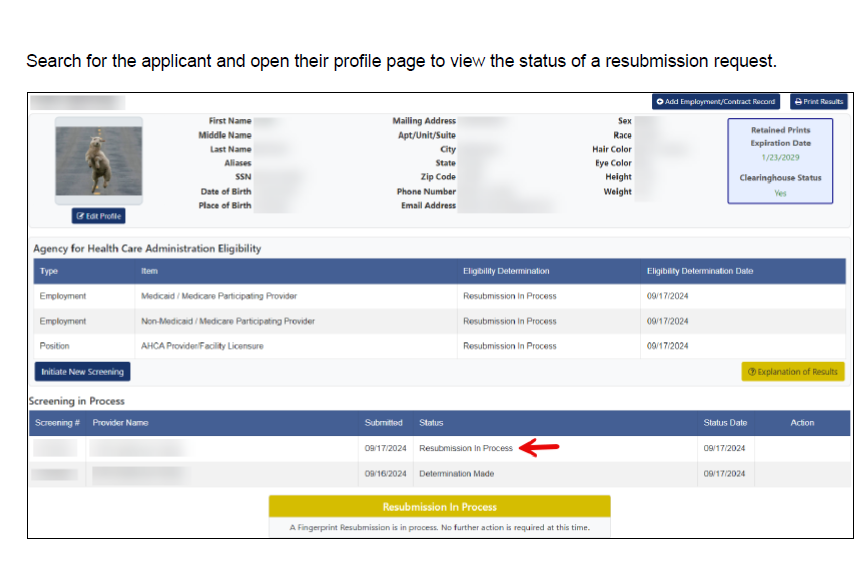 Search for the applicant and open their profile page to view the status of a resubmission request.
Add Employment/Contract Record Print Results
First Name Mailing Address Sex
Middle Name Apt/Unit/Suite Race
Last Name City Hair Color
Aliases State Eye Color
SSN Zip Code Height
Date of Birth Phone Number Weight
Place of Birth Email Address
Edit Profile
Retained Prints
Expiration Date
1/23/2029
Clearinghouse Status
Yes
Agency for Health Care Administration Eligibility
Type Item Eligibility Determination Eligibility Determination Date
Employment Medicaid / Medicare Participating Provider Resubmission In Process 09/17/2024
Employment Non-Medicaid / Medicare Participating Provider Resubmission In Process 09/17/2024
Position AHCA Provider/Facility Licensure Resubmission In Process 09/17/2024
Initiate New Screening Explanation of Results
Screening in Process
Screening # Provider Name Submitted Status Status Date Action
09/17/2024 Resubmission In Process 09/17/2024
09/16/2024 Determination Made 09/17/2024
Resubmission In Process
A Fingerprint Resubmission is in process. No further action is required at this time.